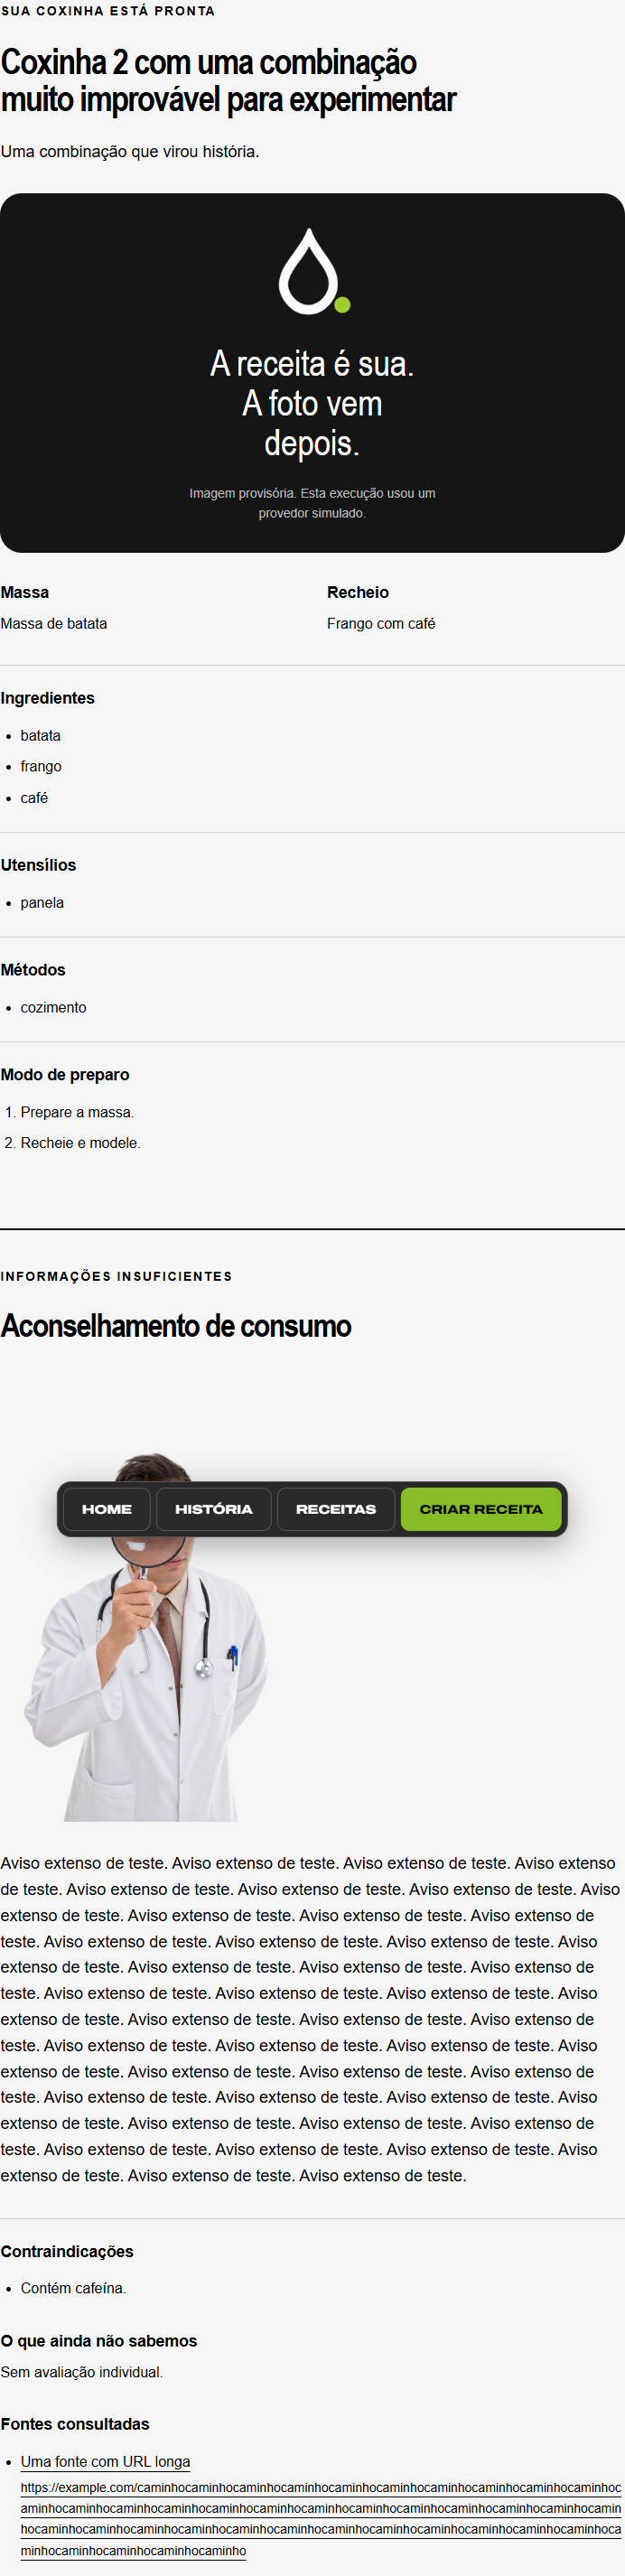 SUA COXINHA ESTÁ PRONTA
Coxinha 2 com uma combinação
muito improvável para experimentar
Uma combinação que virou história.
A receita é sua.
A foto vem
depois.
Imagem provisória. Esta execução usou um
provedor simulado.
Massa
Massa de batata
Recheio
Frango com café
Ingredientes
batata
frango
café
Utensílios
panela
Métodos
cozimento
Modo de preparo
1. Prepare a massa.
2. Recheie e modele.
INFORMAÇÕES INSUFICIENTES
Aconselhamento de consumo
HOME
HISTÓRIA
RECEITAS
CRIAR RECEITA
Aviso extenso de teste. Aviso extenso de teste. Aviso extenso de teste. Aviso extenso
de teste. Aviso extenso de teste. Aviso extenso de teste. Aviso extenso de teste. Aviso
extenso de teste. Aviso extenso de teste. Aviso extenso de teste. Aviso extenso de
teste. Aviso extenso de teste. Aviso extenso de teste. Aviso extenso de teste. Aviso
extenso de teste. Aviso extenso de teste. Aviso extenso de teste. Aviso extenso de
teste. Aviso extenso de teste. Aviso extenso de teste. Aviso extenso de teste. Aviso
extenso de teste. Aviso extenso de teste. Aviso extenso de teste. Aviso extenso de
teste. Aviso extenso de teste. Aviso extenso de teste. Aviso extenso de teste. Aviso
extenso de teste. Aviso extenso de teste. Aviso extenso de teste. Aviso extenso de
teste. Aviso extenso de teste. Aviso extenso de teste. Aviso extenso de teste. Aviso
extenso de teste. Aviso extenso de teste. Aviso extenso de teste. Aviso extenso de
teste. Aviso extenso de teste. Aviso extenso de teste. Aviso extenso de teste. Aviso
extenso de teste. Aviso extenso de teste. Aviso extenso de teste.
Contraindicações
Contém cafeína.
O que ainda não sabemos
Sem avaliação individual.
Fontes consultadas
Uma fonte com URL longa
https://example.com/caminhocaminhocaminhocaminhocaminhocaminhocaminhocaminhocaminhocaminhoc
aminhocaminhocaminhocaminhocaminhocaminhocaminhocaminhocaminhocaminhocaminhocaminhocaminhocamin
hocaminhocaminhocaminhocaminhocaminhocaminhocaminhocaminhocaminhocaminhocaminhocaminhocaminhoca
minhocaminhocaminhocaminhocaminho